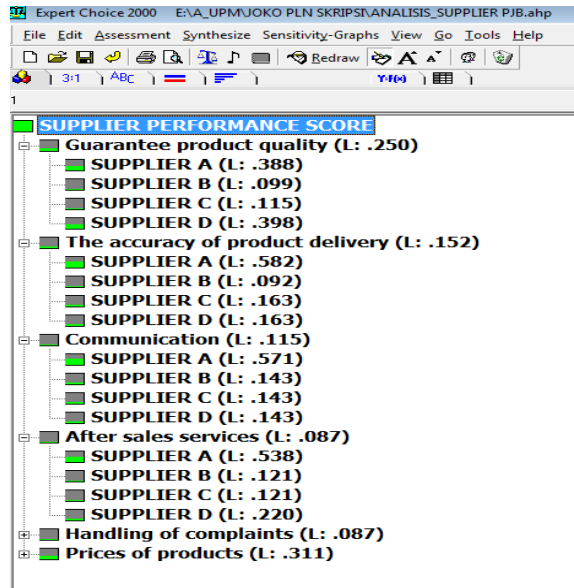 Expert Choice 2000 E:\A_UPM\JOKO PLN SKRIPSI\ANALISIS_SUPPLIER PJB.ahp
File Edit Assessment Synthesize Sensitivity-Graphs View Go Tools Help
Redraw A A
3:1 ABC Y-F(x)
1
SUPPLIER PERFORMANCE SCORE
Guarantee product quality (L: .250)
SUPPLIER A (L: .388)
SUPPLIER B (L: .099)
SUPPLIER C (L: .115)
SUPPLIER D (L: .398)
The accuracy of product delivery (L: .152)
SUPPLIER A (L: .582)
SUPPLIER B (L: .092)
SUPPLIER C (L: .163)
SUPPLIER D (L: .163)
Communication (L: .115)
SUPPLIER A (L: .571)
SUPPLIER B (L: .143)
SUPPLIER C (L: .143)
SUPPLIER D (L: .143)
After sales services (L: .087)
SUPPLIER A (L: .538)
SUPPLIER B (L: .121)
SUPPLIER C (L: .121)
SUPPLIER D (L: .220)
Handling of complaints (L: .087)
Prices of products (L: .311)